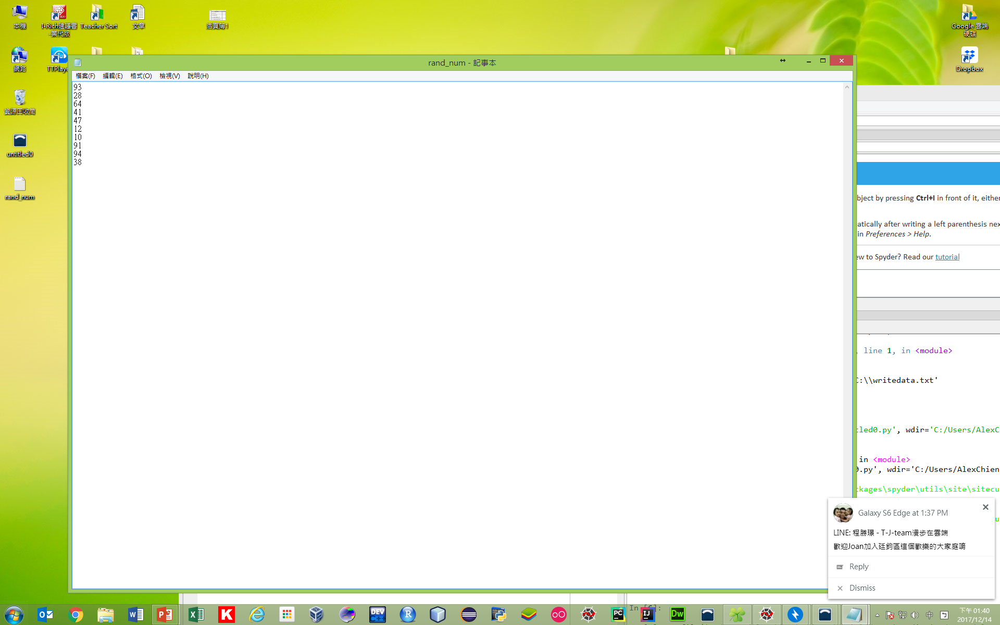 本機
I-Rich建議書
-業代版
Teacher Sort
文章
活頁簿1
Google 雲端
硬碟
網路
TTPlaye
Dropbox
資源回收筒
untitled0
rand_num
rand_num - 記事本
檔案(F) 編輯(E) 格式(O) 檢視(V) 說明(H)
93
28
64
41
47
12
10
91
94
38
bject by pressing Ctrl+I in front of it, either
atically after writing a left parenthesis nex
in Preferences > Help.
ew to Spyder? Read our tutorial
, line 1, in <module>
C:\\writedata.txt'
tled0.py', wdir='C:/Users/AlexC
in <module>
0.py', wdir='C:/Users/AlexChien
ckages\spyder\utils\site\sitecu
Galaxy S6 Edge at 1:37 PM
LINE: 程勝環 - T-J-team漫步在雲端
歡迎Joan加入廷鈞區這個歡樂的大家庭唷
Reply
Dismiss
In [6]:
下午 01:40
2017/12/14
中